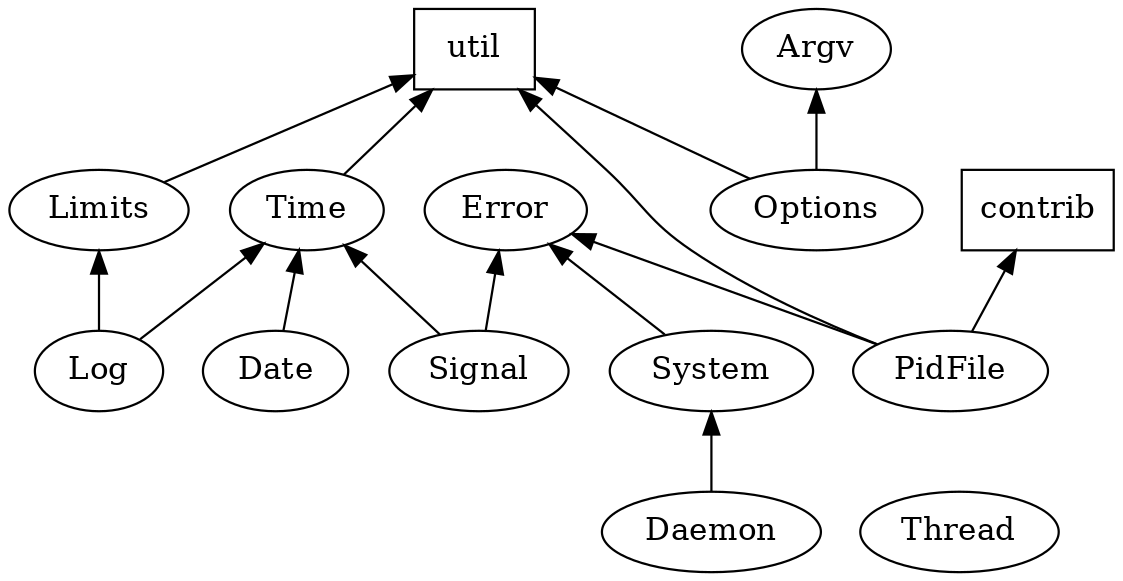 util
Argv
Limits
Time
Error
Options
contrib
Log
Date
Signal
System
PidFile
Daemon
Thread